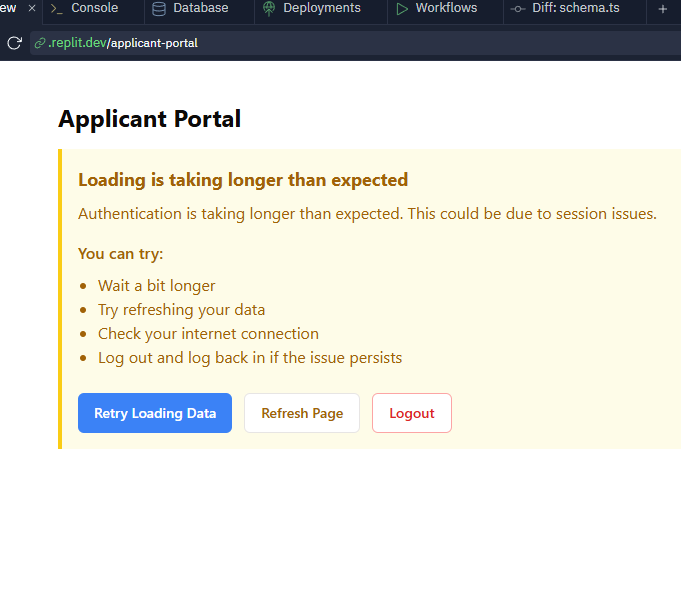 ew Console Database Deployments Workflows Diff: schema.ts
.replit.dev/applicant-portal
Applicant Portal
Loading is taking longer than expected
Authentication is taking longer than expected. This could be due to session issues.
You can try:
Wait a bit longer
Try refreshing your data
Check your internet connection
Log out and log back in if the issue persists
Retry Loading Data Refresh Page Logout